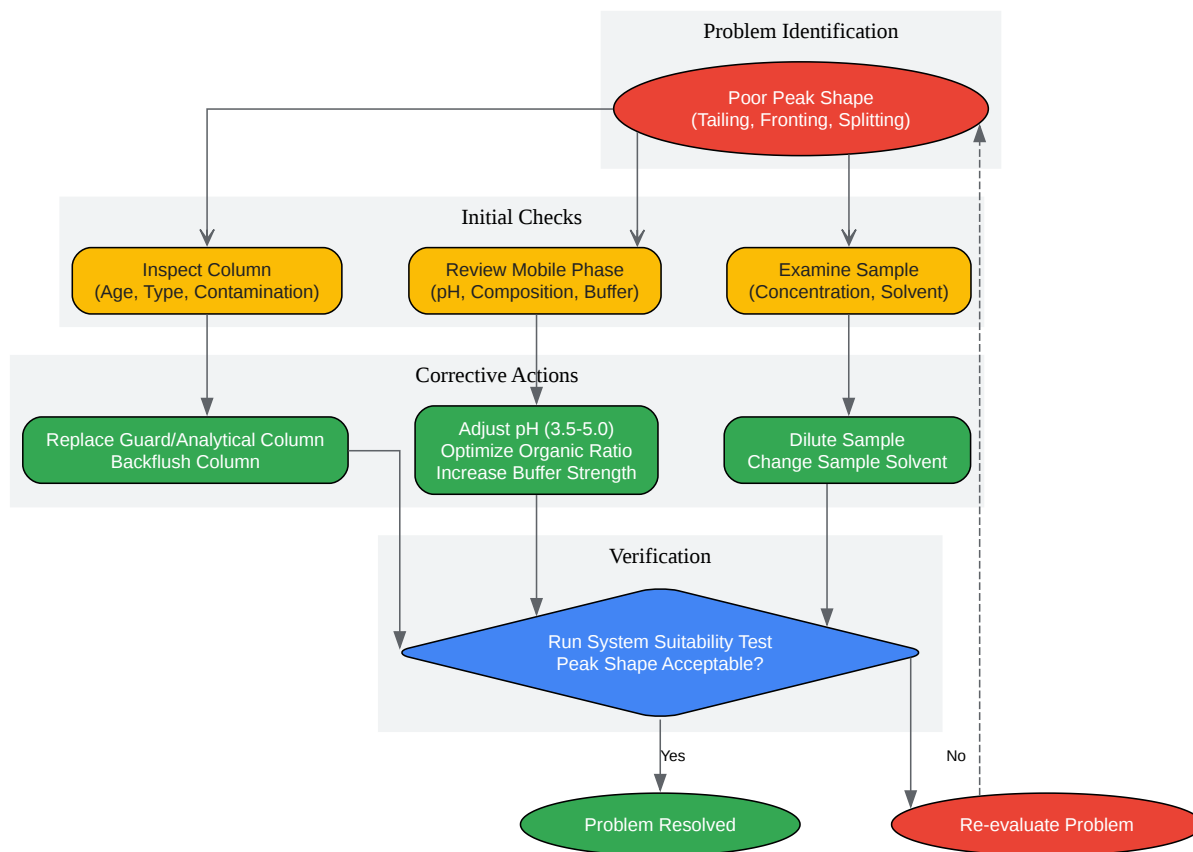 Problem Identification
Poor Peak Shape
(Tailing, Fronting, Splitting)
Initial Checks
Inspect Column
(Age, Type, Contamination)
Review Mobile Phase
(pH, Composition, Buffer)
Examine Sample
(Concentration, Solvent)
Corrective Actions
Replace Guard/Analytical Column
Backflush Column
Adjust pH (3.5-5.0)
Optimize Organic Ratio
Increase Buffer Strength
Dilute Sample
Change Sample Solvent
Verification
Run System Suitability Test
Peak Shape Acceptable?
Yes
No
Problem Resolved
Re-evaluate Problem